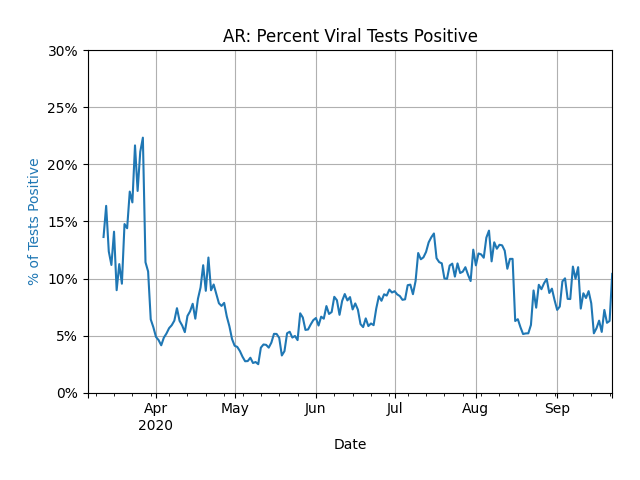 AR: Percent Viral Tests Positive
30%
25%
20%
15%
10%
5%
0%
% of Tests Positive
Apr May Jun Jul Aug Sep
2020
Date